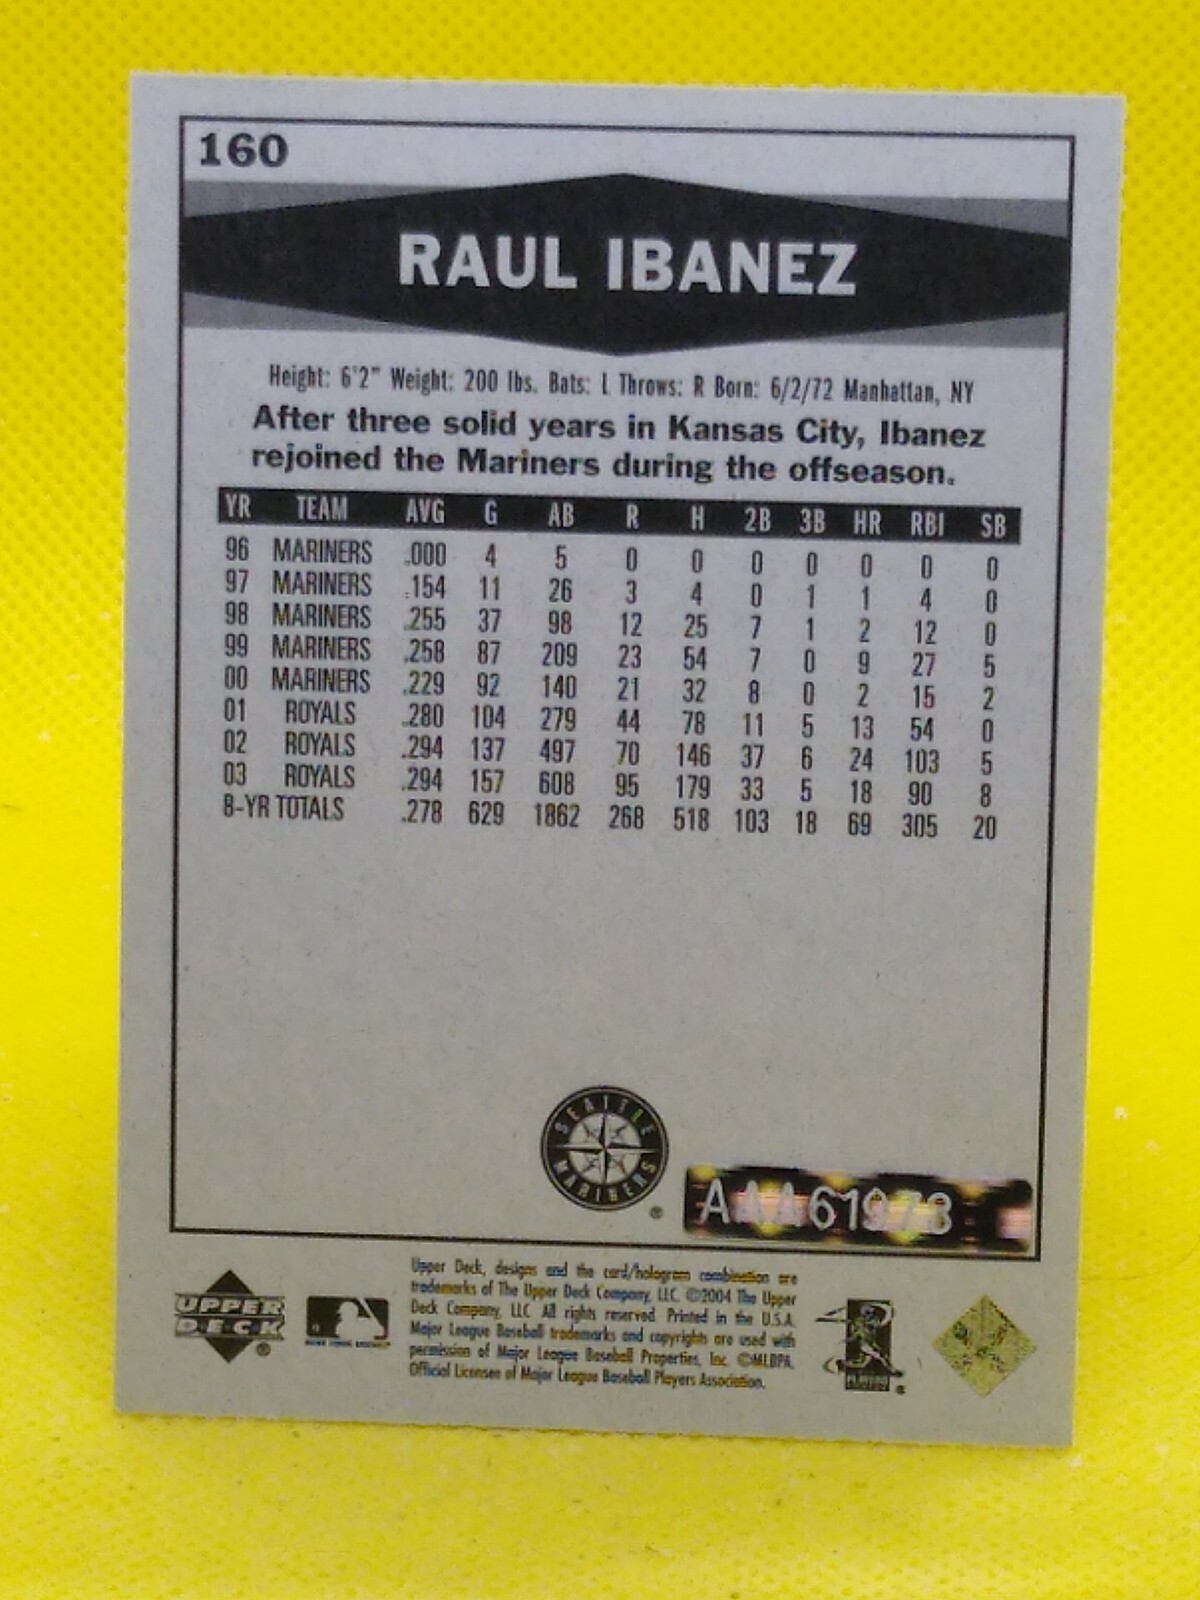 160
RAUL IBANEZ
Height: 6'2" Weight: 200 lbs. Bats: L Throws: R Born: 6/2/72 Manhattan, NY
After three solid years in Kansas City, Ibanez
rejoined the Mariners during the offseason.
YR TEAM AVG G AB R H 2B 3B HR RBI SB
96 MARINERS .000 4 5 0 0 0 0 0 0 0
97 MARINERS .154 11 26 3 4 0 1 1 4 0
98 MARINERS .255 37 98 12 25 7 1 2 12 0
99 MARINERS .258 87 209 23 54 7 0 9 27 5
00 MARINERS .229 92 140 21 32 8 0 2 15 2
01 ROYALS .280 104 279 44 78 11 5 13 54 0
02 ROYALS .294 137 497 70 146 37 6 24 103 5
03 ROYALS .294 157 608 95 179 33 5 18 90 8
8-YR TOTALS .278 629 1862 268 518 103 18 69 305 20
SEATTLE
MARINERS
®
AAA61973
Upper Deck, designs and the card/hologram combination are
trademarks of The Upper Deck Company, LLC. ©2004 The Upper
Deck Company, LLC. All rights reserved. Printed in the U.S.A.
Major League Baseball trademarks and copyrights are used with
permission of Major League Baseball Properties, Inc. ©MLBPA.
Official Licensee of Major League Baseball Players Association.
UPPER
DECK®